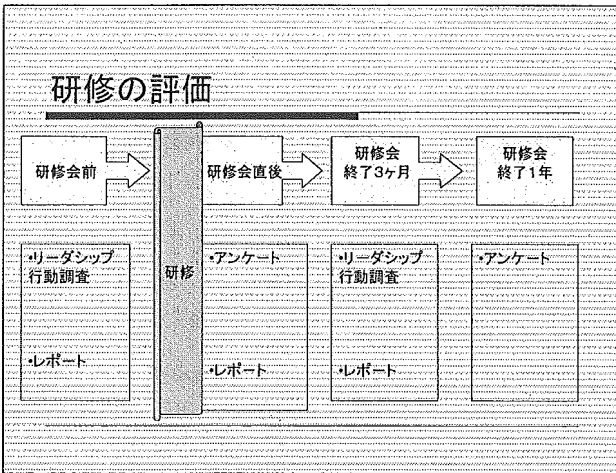 研修の評価
研修会前
研修会直後
研修会
終了3ヶ月
研修会
終了1年
・リーダシップ
行動調査
・レポート
研修
・アンケート
・レポート
・リーダシップ
行動調査
・レポート
・アンケート